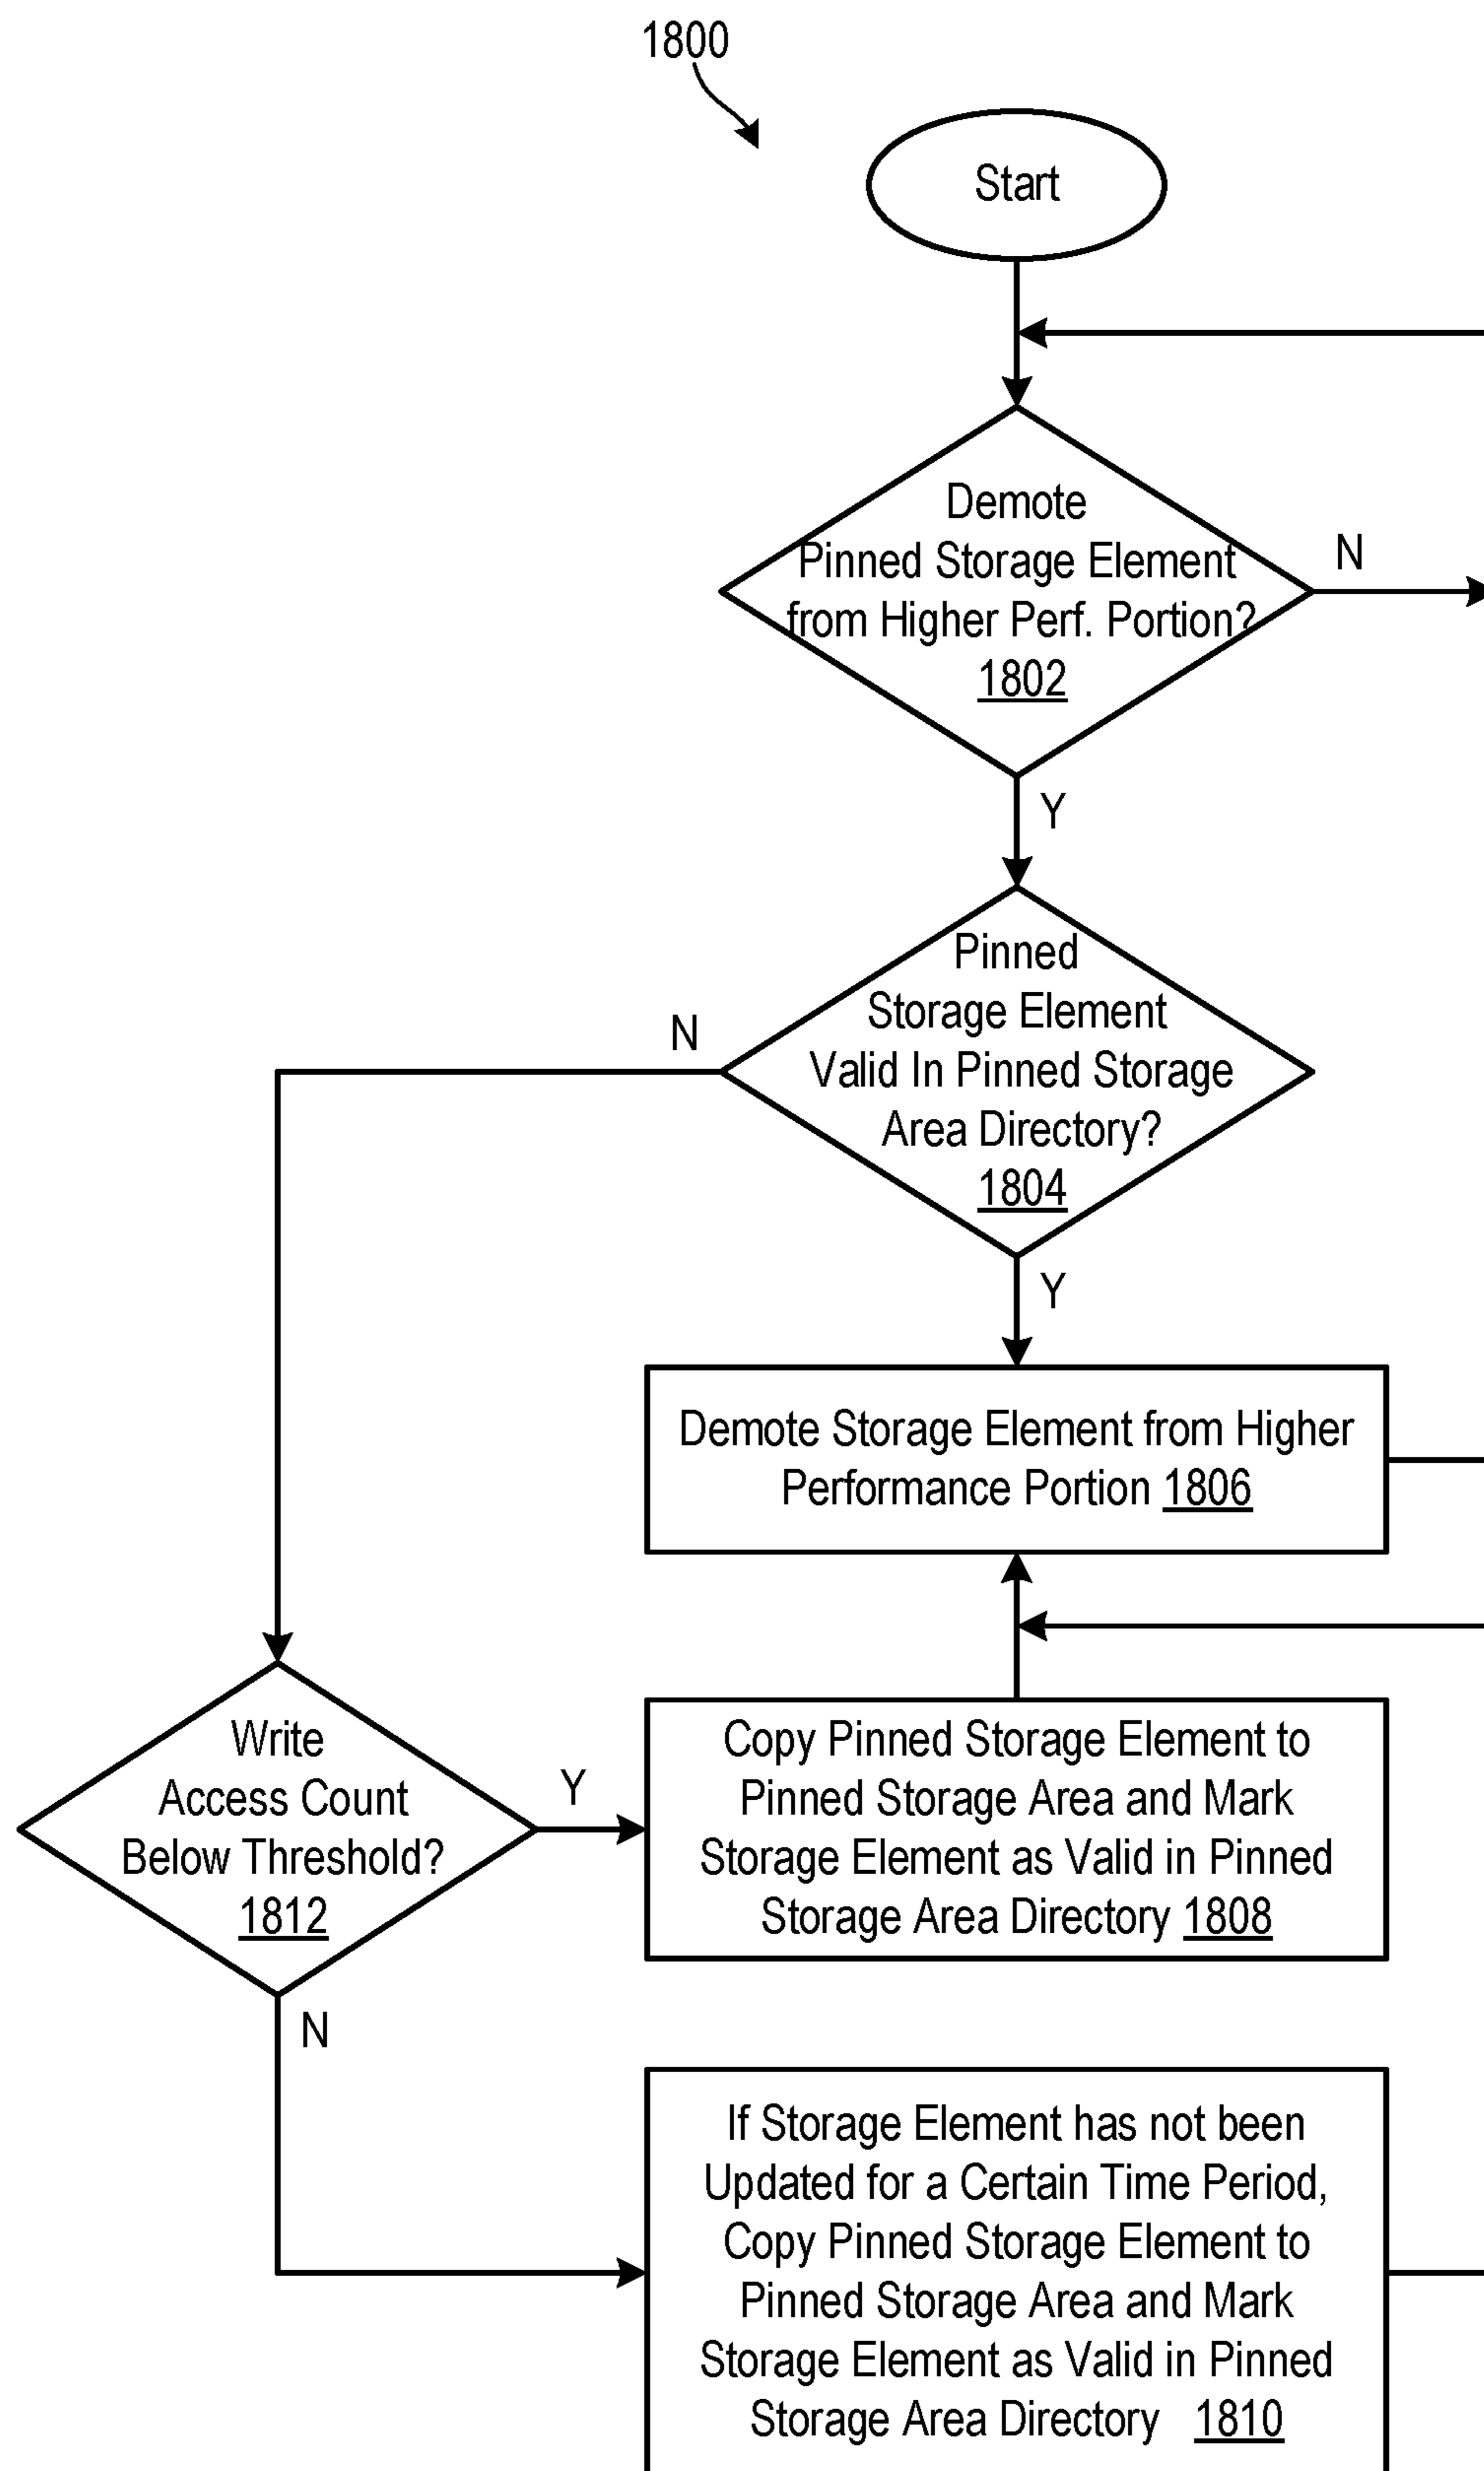 1800
Start
Demote
Pinned Storage Element
from Higher Perf. Portion?
1802
N
Y
Pinned
Storage Element
Valid In Pinned Storage
Area Directory?
1804
N
Y
Demote Storage Element from Higher
Performance Portion 1806
Write
Access Count
Below Threshold?
1812
Y
N
Copy Pinned Storage Element to
Pinned Storage Area and Mark
Storage Element as Valid in Pinned
Storage Area Directory 1808
If Storage Element has not been
Updated for a Certain Time Period,
Copy Pinned Storage Element to
Pinned Storage Area and Mark
Storage Element as Valid in Pinned
Storage Area Directory 1810